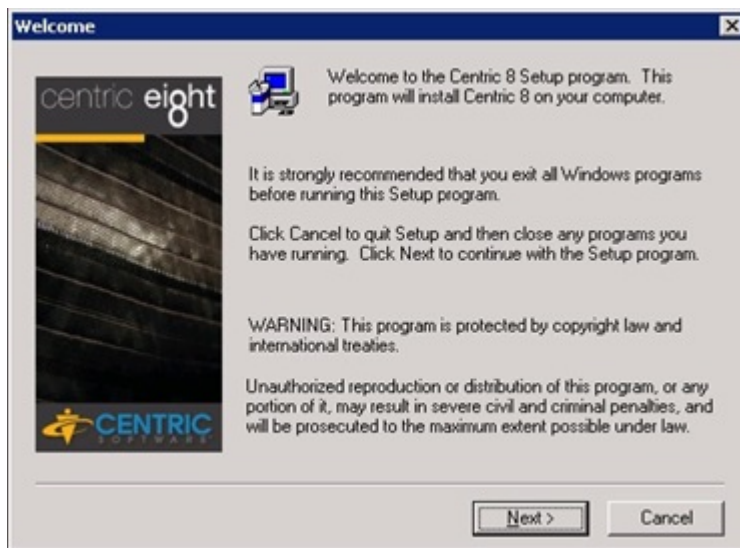 Welcome
centric eight
Welcome to the Centric 8 Setup program. This
program will install Centric 8 on your computer.
It is strongly recommended that you exit all Windows programs
before running this Setup program.
Click Cancel to quit Setup and then close any programs you
have running. Click Next to continue with the Setup program.
WARNING: This program is protected by copyright law and
international treaties.
Unauthorized reproduction or distribution of this program, or any
portion of it, may result in severe civil and criminal penalties, and
will be prosecuted to the maximum extent possible under law.
CENTRIC
SOFTWARE
Next >
Cancel